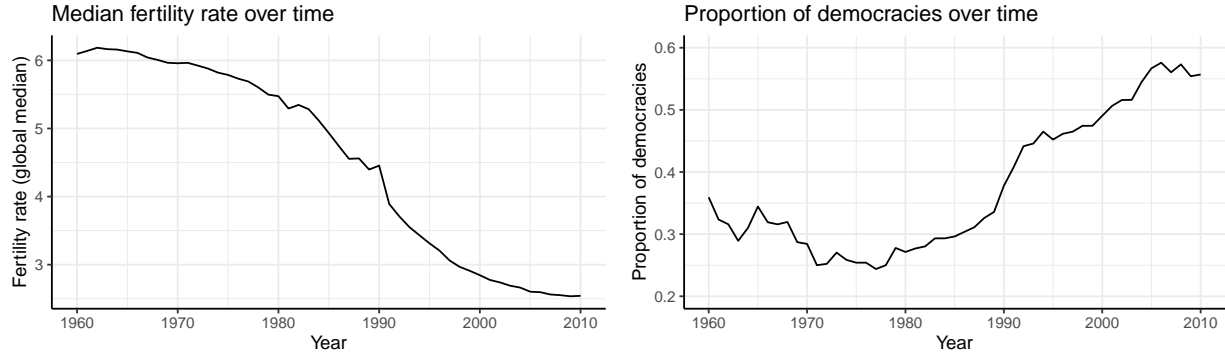 Median fertility rate over time
Fertility rate (global median)
6
5
4
3
1960 1970 1980 1990 2000 2010
Year
Proportion of democracies over time
Proportion of democracies
0.6
0.5
0.4
0.3
0.2
1960 1970 1980 1990 2000 2010
Year